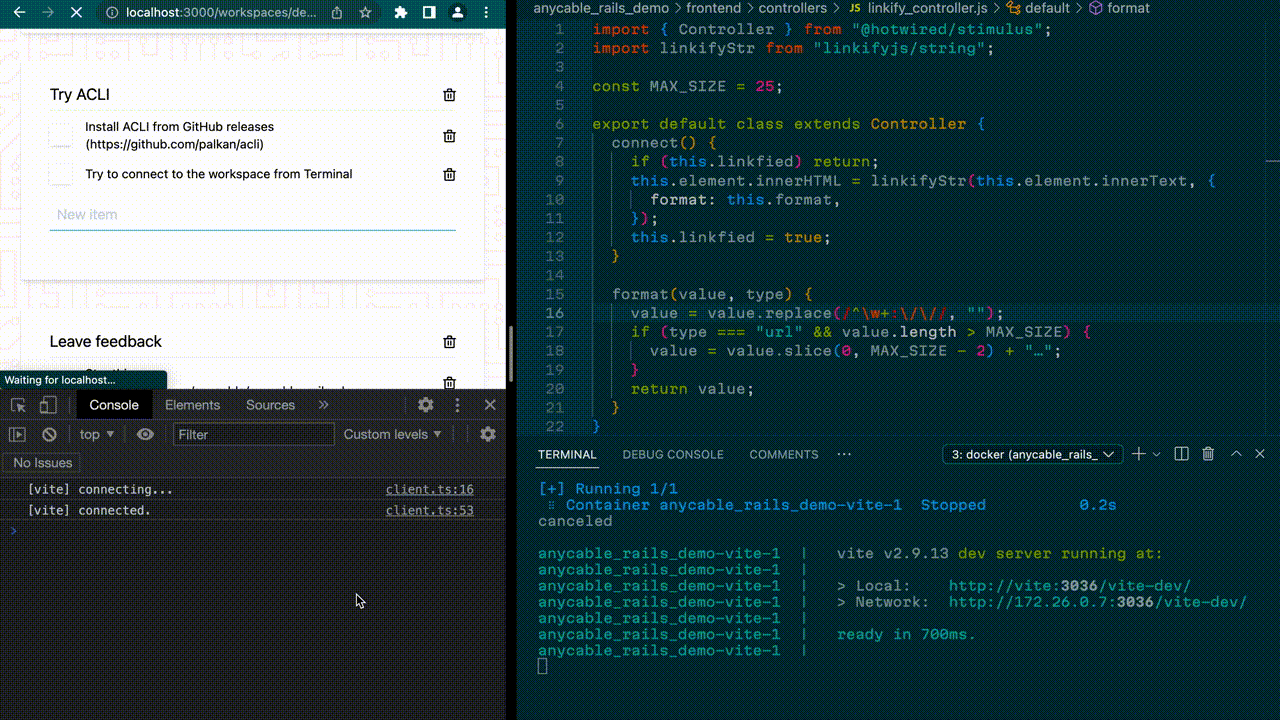 localhost:3000/workspaces/de...
Try ACLI
Install ACLI from GitHub releases
(https://github.com/palkan/acli)
Try to connect to the workspace from Terminal
New item
Leave feedback
Waiting for localhost...
Console Elements Sources »
top ▼ Filter Custom levels ▼
No Issues
[vite] connecting... client.ts:16
[vite] connected. client.ts:53
>
anycable_rails_demo > frontend > controllers > JS linkify_controller.js > default > format
1 import { Controller } from "@hotwired/stimulus";
2 import linkifyStr from "linkifyjs/string";
3
4 const MAX_SIZE = 25;
5
6 export default class extends Controller {
7 connect() {
8 if (this.linkfied) return;
9 this.element.innerHTML = linkifyStr(this.element.innerText, {
10 format: this.format,
11 });
12 this.linkfied = true;
13 }
14
15 format(value, type) {
16 value = value.replace(/^\w+:\/\//, "");
17 if (type === "url" && value.length > MAX_SIZE) {
18 value = value.slice(0, MAX_SIZE - 2) + "…";
19 }
20 return value;
21 }
22 }
TERMINAL DEBUG CONSOLE COMMENTS ··· 3: docker (anycable_rails_
[+] Running 1/1
⠿ Container anycable_rails_demo-vite-1 Stopped 0.2s
canceled
anycable_rails_demo-vite-1 | vite v2.9.13 dev server running at:
anycable_rails_demo-vite-1 |
anycable_rails_demo-vite-1 | > Local: http://vite:3036/vite-dev/
anycable_rails_demo-vite-1 | > Network: http://172.26.0.7:3036/vite-dev/
anycable_rails_demo-vite-1 |
anycable_rails_demo-vite-1 | ready in 700ms.
anycable_rails_demo-vite-1 |